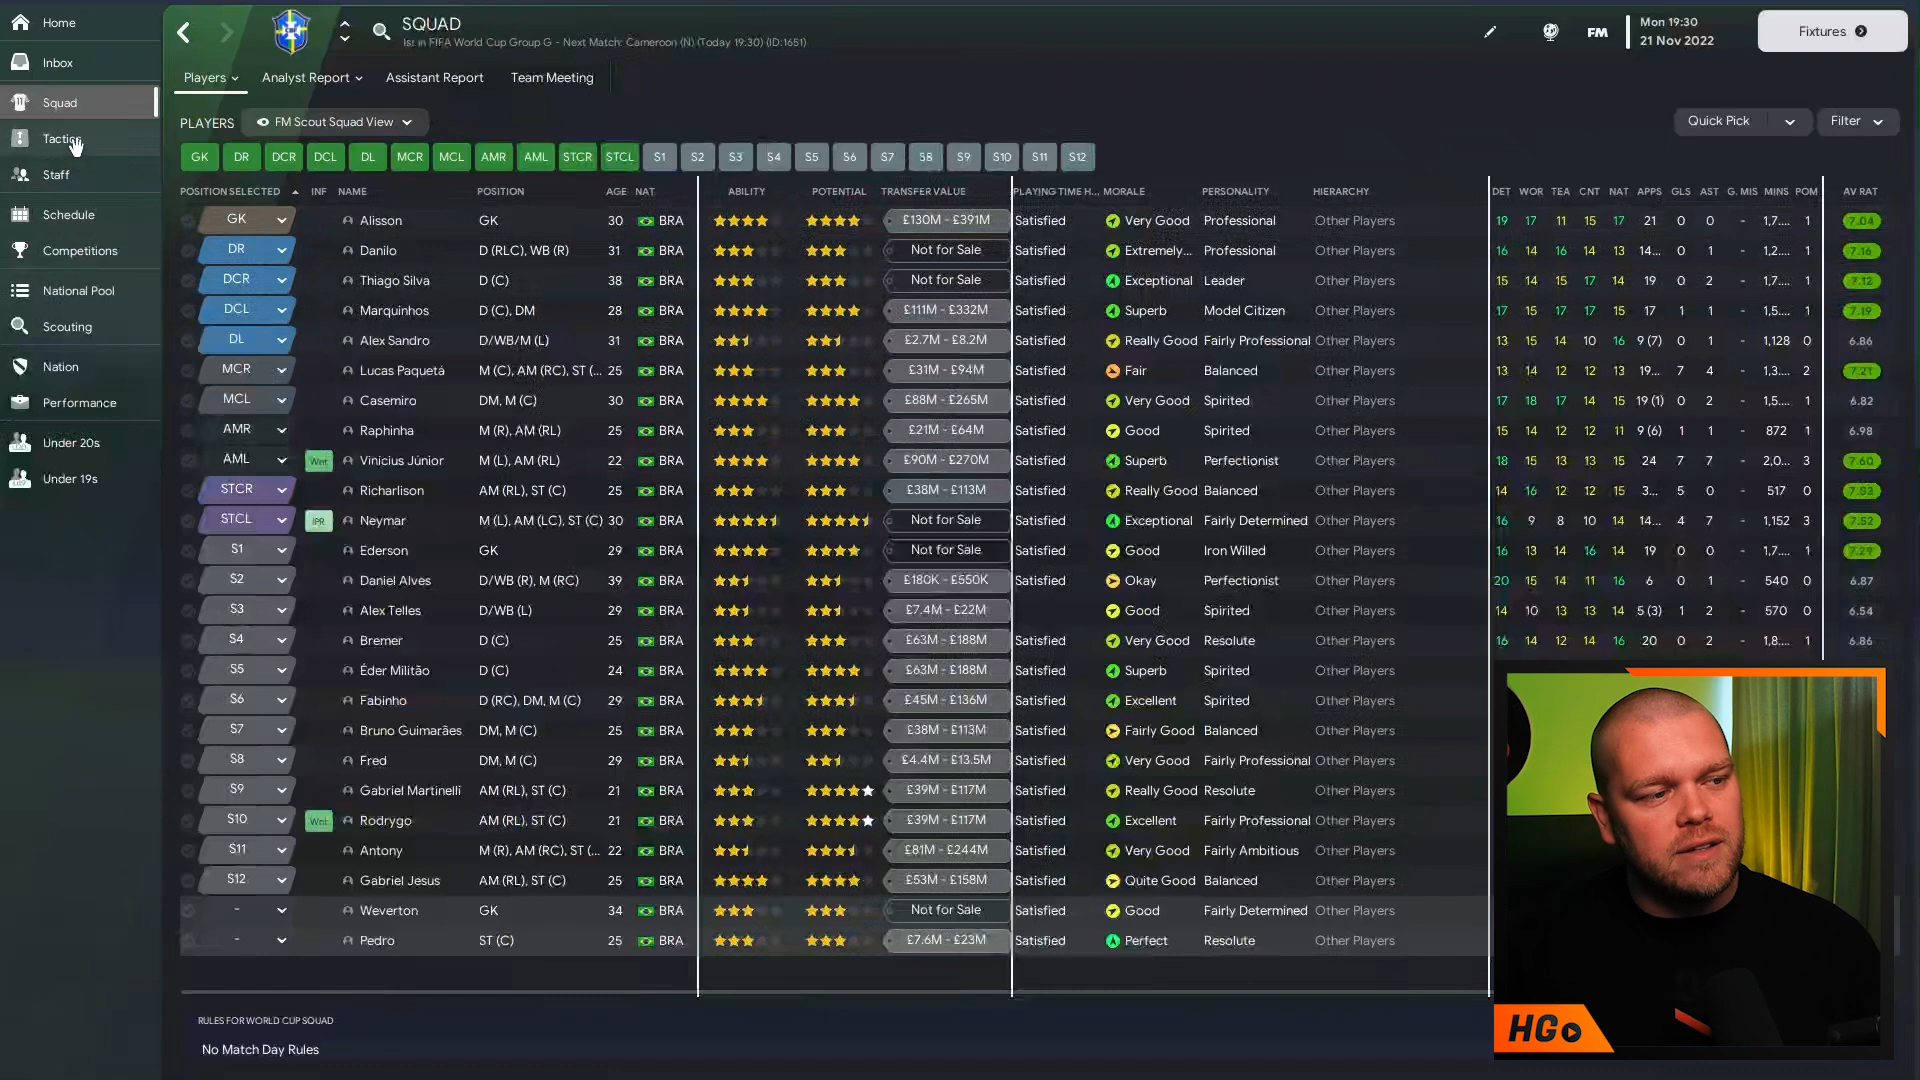 Home
Inbox
Squad
Tactics
Staff
Schedule
Competitions
National Pool
Scouting
Nation
Performance
Under 20s
Under 19s
SQUAD
1st in FIFA World Cup Group G - Next Match: Cameroon (N) (Today 19:30) (ID:1651)
FM
Mon 19:30
21 Nov 2022
Fixtures
Players Analyst Report Assistant Report Team Meeting
PLAYERS FM Scout Squad View Quick Pick Filter
GK DR DCR DCL DL MCR MCL AMR AML STCR STCL S1 S2 S3 S4 S5 S6 S7 S8 S9 S10 S11 S12
POSITION SELECTED INF NAME POSITION AGE NAT ABILITY POTENTIAL TRANSFER VALUE PLAYING TIME H... MORALE PERSONALITY HIERARCHY DET WOR TEA CNT NAT APPS GLS AST G. MIS MINS POM AV RAT
GK Alisson GK 30 BRA £130M - £391M Satisfied Very Good Professional Other Players 19 17 11 15 17 21 0 0 - 1,7... 1 7.04
DR Danilo D (RLC), WB (R) 31 BRA Not for Sale Satisfied Extremely... Professional Other Players 16 14 16 14 13 14... 0 1 - 1,2... 1 7.16
DCR Thiago Silva D (C) 38 BRA Not for Sale Satisfied Exceptional Leader Other Players 15 14 15 17 14 19 0 2 - 1,7... 1 7.12
DCL Marquinhos D (C), DM 28 BRA £111M - £332M Satisfied Superb Model Citizen Other Players 17 15 17 17 15 17 1 1 - 1,5... 1 7.19
DL Alex Sandro D/WB/M (L) 31 BRA £2.7M - £8.2M Satisfied Really Good Fairly Professional Other Players 13 15 14 10 16 9 (7) 0 1 - 1,128 0 6.86
MCR Lucas Paquetá M (C), AM (RC), ST (... 25 BRA £31M - £94M Satisfied Fair Balanced Other Players 13 14 12 12 13 19... 7 4 - 1,3... 2 7.21
MCL Casemiro DM, M (C) 30 BRA £88M - £265M Satisfied Very Good Spirited Other Players 17 18 17 14 15 19 (1) 0 2 - 1,5... 1 6.82
AMR Raphinha M (R), AM (RL) 25 BRA £21M - £64M Satisfied Good Spirited Other Players 15 14 12 12 11 9 (6) 1 1 - 872 1 6.98
AML Wnt Vinícius Júnior M (L), AM (RL) 22 BRA £90M - £270M Satisfied Superb Perfectionist Other Players 18 15 13 13 15 24 7 7 - 2,0... 3 7.60
STCR Richarlison AM (RL), ST (C) 25 BRA £38M - £113M Satisfied Really Good Balanced Other Players 14 16 12 12 15 3... 5 0 - 517 0
STCL IPR Neymar M (L), AM (LC), ST (C) 30 BRA Not for Sale Satisfied Exceptional Fairly Determined Other Players 16 9 8 10 14 14... 4 7 - 1,152 3 7.52
S1 Ederson GK 29 BRA Not for Sale Satisfied Good Iron Willed Other Players 16 13 14 16 14 19 0 0 - 1,7... 1 7.29
S2 Daniel Alves D/WB (R), M (RC) 39 BRA £180K - £550K Satisfied Okay Perfectionist Other Players 20 15 14 11 16 6 0 1 - 540 0 6.87
S3 Alex Telles D/WB (L) 29 BRA £7.4M - £22M Good Spirited Other Players 14 10 13 13 14 5 (3) 1 2 - 570 0 6.54
S4 Bremer D (C) 25 BRA £63M - £188M Satisfied Very Good Resolute Other Players 16 14 12 14 16 20 0 2 - 1,8... 1 6.86
S5 Éder Militão D (C) 24 BRA £63M - £188M Satisfied Superb Spirited Other Players
S6 Fabinho D (RC), DM, M (C) 29 BRA £45M - £136M Satisfied Excellent Spirited Other Players
S7 Bruno Guimarães DM, M (C) 25 BRA £38M - £113M Satisfied Fairly Good Balanced Other Players
S8 Fred DM, M (C) 29 BRA £4.4M - £13.5M Satisfied Very Good Fairly Professional Other Players
S9 Gabriel Martinelli AM (RL), ST (C) 21 BRA £39M - £117M Satisfied Really Good Resolute Other Players
S10 Wnt Rodrygo AM (RL), ST (C) 21 BRA £39M - £117M Satisfied Excellent Fairly Professional Other Players
S11 Antony M (R), AM (RC), ST (... 22 BRA £81M - £244M Satisfied Very Good Fairly Ambitious Other Players
S12 Gabriel Jesus AM (RL), ST (C) 25 BRA £53M - £158M Satisfied Quite Good Balanced Other Players
- Weverton GK 34 BRA Not for Sale Satisfied Good Fairly Determined Other Players
- Pedro ST (C) 25 BRA £7.6M - £23M Satisfied Perfect Resolute Other Players
RULES FOR WORLD CUP SQUAD
No Match Day Rules
HG